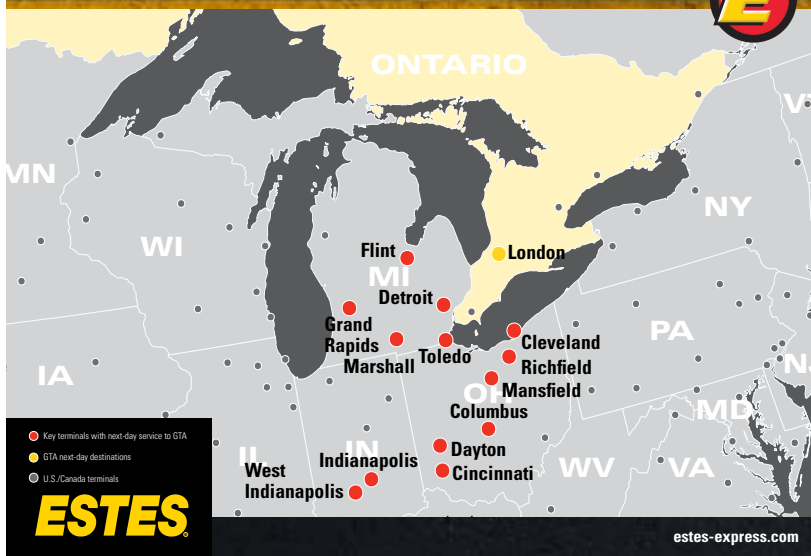 E
ONTARIO
VT
MN
NY
WI
Flint
London
MI
Detroit
Grand
Rapids
Marshall
Toledo
Cleveland
Richfield
Mansfield
PA
NJ
IA
OH
Columbus
MD
Dayton
Cincinnati
IL
IN
WV
VA
Indianapolis
West
Indianapolis
Key terminals with next-day service to GTA
GTA next-day destinations
U.S./Canada terminals
ESTES
estes-express.com